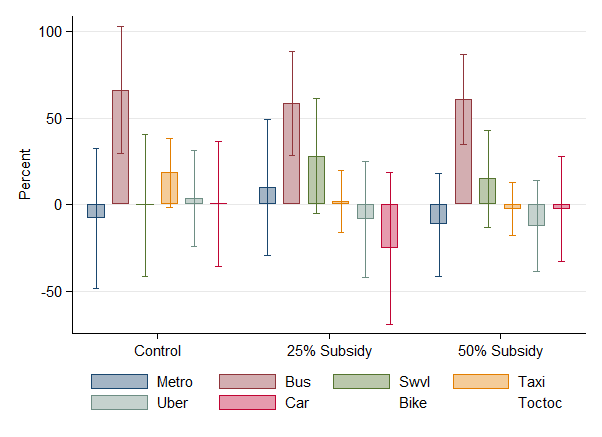 100
50
0
-50
Percent
Control 25% Subsidy 50% Subsidy
Metro Bus Swvl Taxi
Uber Car Bike Toctoc